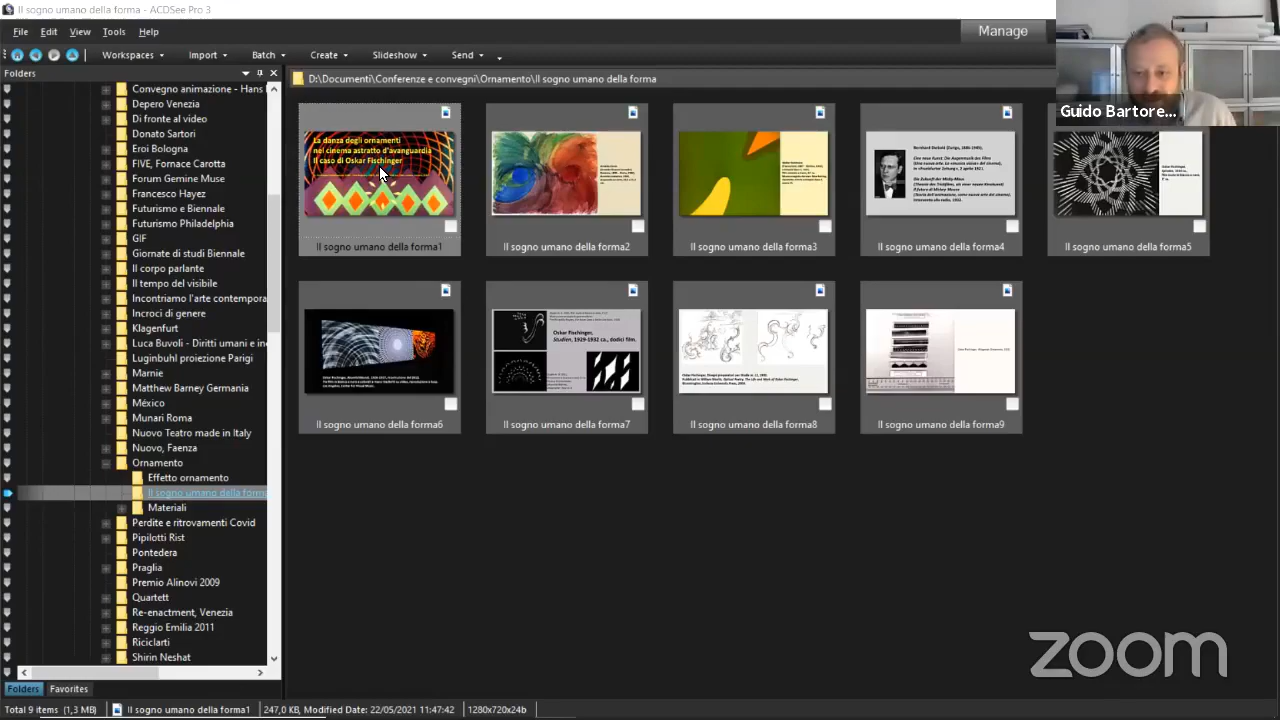 Il sogno umano della forma - ACDSee Pro 3
File Edit View Tools Help
Manage
Workspaces Import Batch Create Slideshow Send
Folders
D:\Documenti\Conferenze e convegni\Ornamento\Il sogno umano della forma
Guido Bartore...
Convegno animazione - Hans
Depero Venezia
Di fronte al video
Donato Sartori
Eroi Bologna
FIVE, Fornace Carotta
Forum Gemine Muse
Francesco Hayez
Futurismo e Biennale
Futurismo Philadelphia
GIF
Giornate di studi Biennale
Il corpo parlante
Il tempo del visibile
Incontriamo l'arte contempora
Incroci di genere
Klagenfurt
Luca Buvoli - Diritti umani e in
Luginbuhl proiezione Parigi
Marnie
Matthew Barney Germania
México
Munari Roma
Nuovo Teatro made in Italy
Nuovo, Faenza
Ornamento
Effetto ornamento
Il sogno umano della forma
Materiali
Perdite e ritrovamenti Covid
Pipilotti Rist
Pontedera
Praglia
Premio Alinovi 2009
Quartett
Re-enactment, Venezia
Reggio Emilia 2011
Riciclarti
Shirin Neshat
Folders Favorites
La danza degli ornamenti
nel cinema astratto d'avanguardia
Il caso di Oskar Fischinger
Il sogno umano della forma1
Il sogno umano della forma2
Il sogno umano della forma3
Il sogno umano della forma4
Il sogno umano della forma5
Oskar Fischinger,
Studien, 1929-1932 ca., dodici film.
Il sogno umano della forma6
Il sogno umano della forma7
Il sogno umano della forma8
Il sogno umano della forma9
zoom
Total 9 items (1,3 MB) Il sogno umano della forma1 247,0 KB, Modified Date: 22/05/2021 11:47:42 1280x720x24b